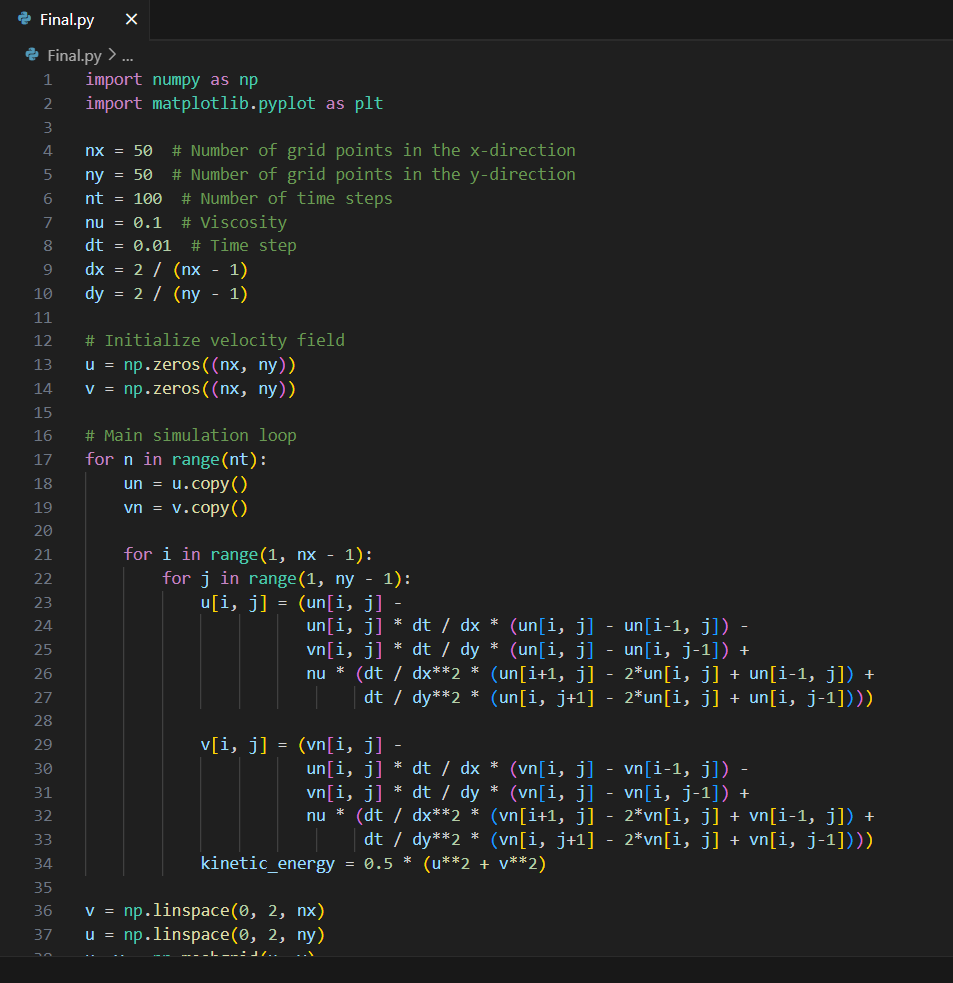 Final.py
Final.py > ...
1 import numpy as np
2 import matplotlib.pyplot as plt
3
4 nx = 50  # Number of grid points in the x-direction
5 ny = 50  # Number of grid points in the y-direction
6 nt = 100  # Number of time steps
7 nu = 0.1  # Viscosity
8 dt = 0.01  # Time step
9 dx = 2 / (nx - 1)
10 dy = 2 / (ny - 1)
11
12 # Initialize velocity field
13 u = np.zeros((nx, ny))
14 v = np.zeros((nx, ny))
15
16 # Main simulation loop
17 for n in range(nt):
18     un = u.copy()
19     vn = v.copy()
20
21     for i in range(1, nx - 1):
22         for j in range(1, ny - 1):
23             u[i, j] = (un[i, j] -
24                        un[i, j] * dt / dx * (un[i, j] - un[i-1, j]) -
25                        vn[i, j] * dt / dy * (un[i, j] - un[i, j-1]) +
26                        nu * (dt / dx**2 * (un[i+1, j] - 2*un[i, j] + un[i-1, j]) +
27                              dt / dy**2 * (un[i, j+1] - 2*un[i, j] + un[i, j-1])))
28
29             v[i, j] = (vn[i, j] -
30                        un[i, j] * dt / dx * (vn[i, j] - vn[i-1, j]) -
31                        vn[i, j] * dt / dy * (vn[i, j] - vn[i, j-1]) +
32                        nu * (dt / dx**2 * (vn[i+1, j] - 2*vn[i, j] + vn[i-1, j]) +
33                              dt / dy**2 * (vn[i, j+1] - 2*vn[i, j] + vn[i, j-1])))
34             kinetic_energy = 0.5 * (u**2 + v**2)
35
36 v = np.linspace(0, 2, nx)
37 u = np.linspace(0, 2, ny)